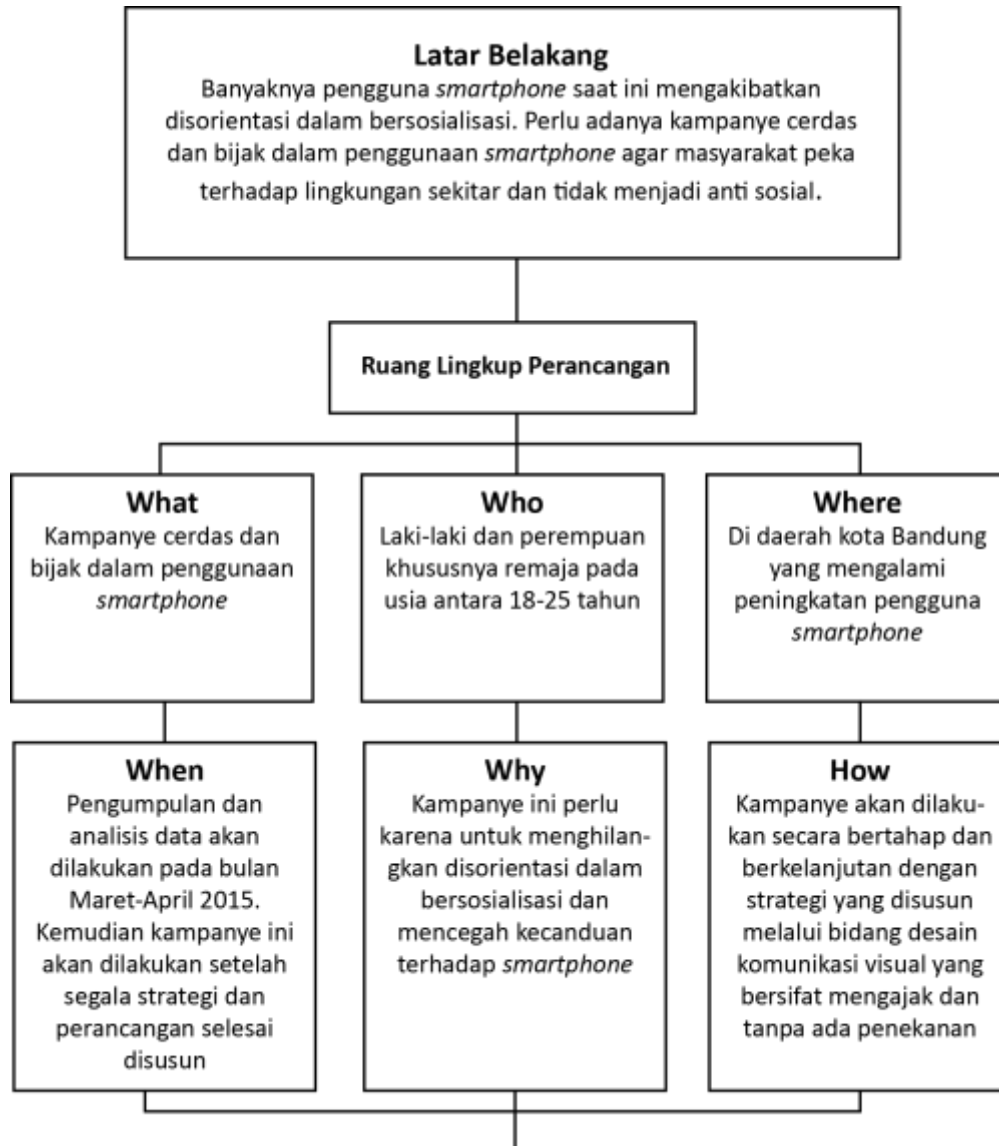 Latar Belakang
Banyaknya pengguna smartphone saat ini mengakibatkan
disorientasi dalam bersosialisasi. Perlu adanya kampanye cerdas
dan bijak dalam penggunaan smartphone agar masyarakat peka
terhadap lingkungan sekitar dan tidak menjadi anti sosial.
Ruang Lingkup Perancangan
What
Kampanye cerdas dan
bijak dalam penggunaan
smartphone
Who
Laki-laki dan perempuan
khususnya remaja pada
usia antara 18-25 tahun
Where
Di daerah kota Bandung
yang mengalami
peningkatan pengguna
smartphone
When
Pengumpulan dan
analisis data akan
dilakukan pada bulan
Maret-April 2015.
Kemudian kampanye ini
akan dilakukan setelah
segala strategi dan
perancangan selesai
disusun
Why
Kampanye ini perlu
karena untuk menghilan-
gkan disorientasi dalam
bersosialisasi dan
mencegah kecanduan
terhadap smartphone
How
Kampanye akan dilaku-
kan secara bertahap dan
berkelanjutan dengan
strategi yang disusun
melalui bidang desain
komunikasi visual yang
bersifat mengajak dan
tanpa ada penekanan